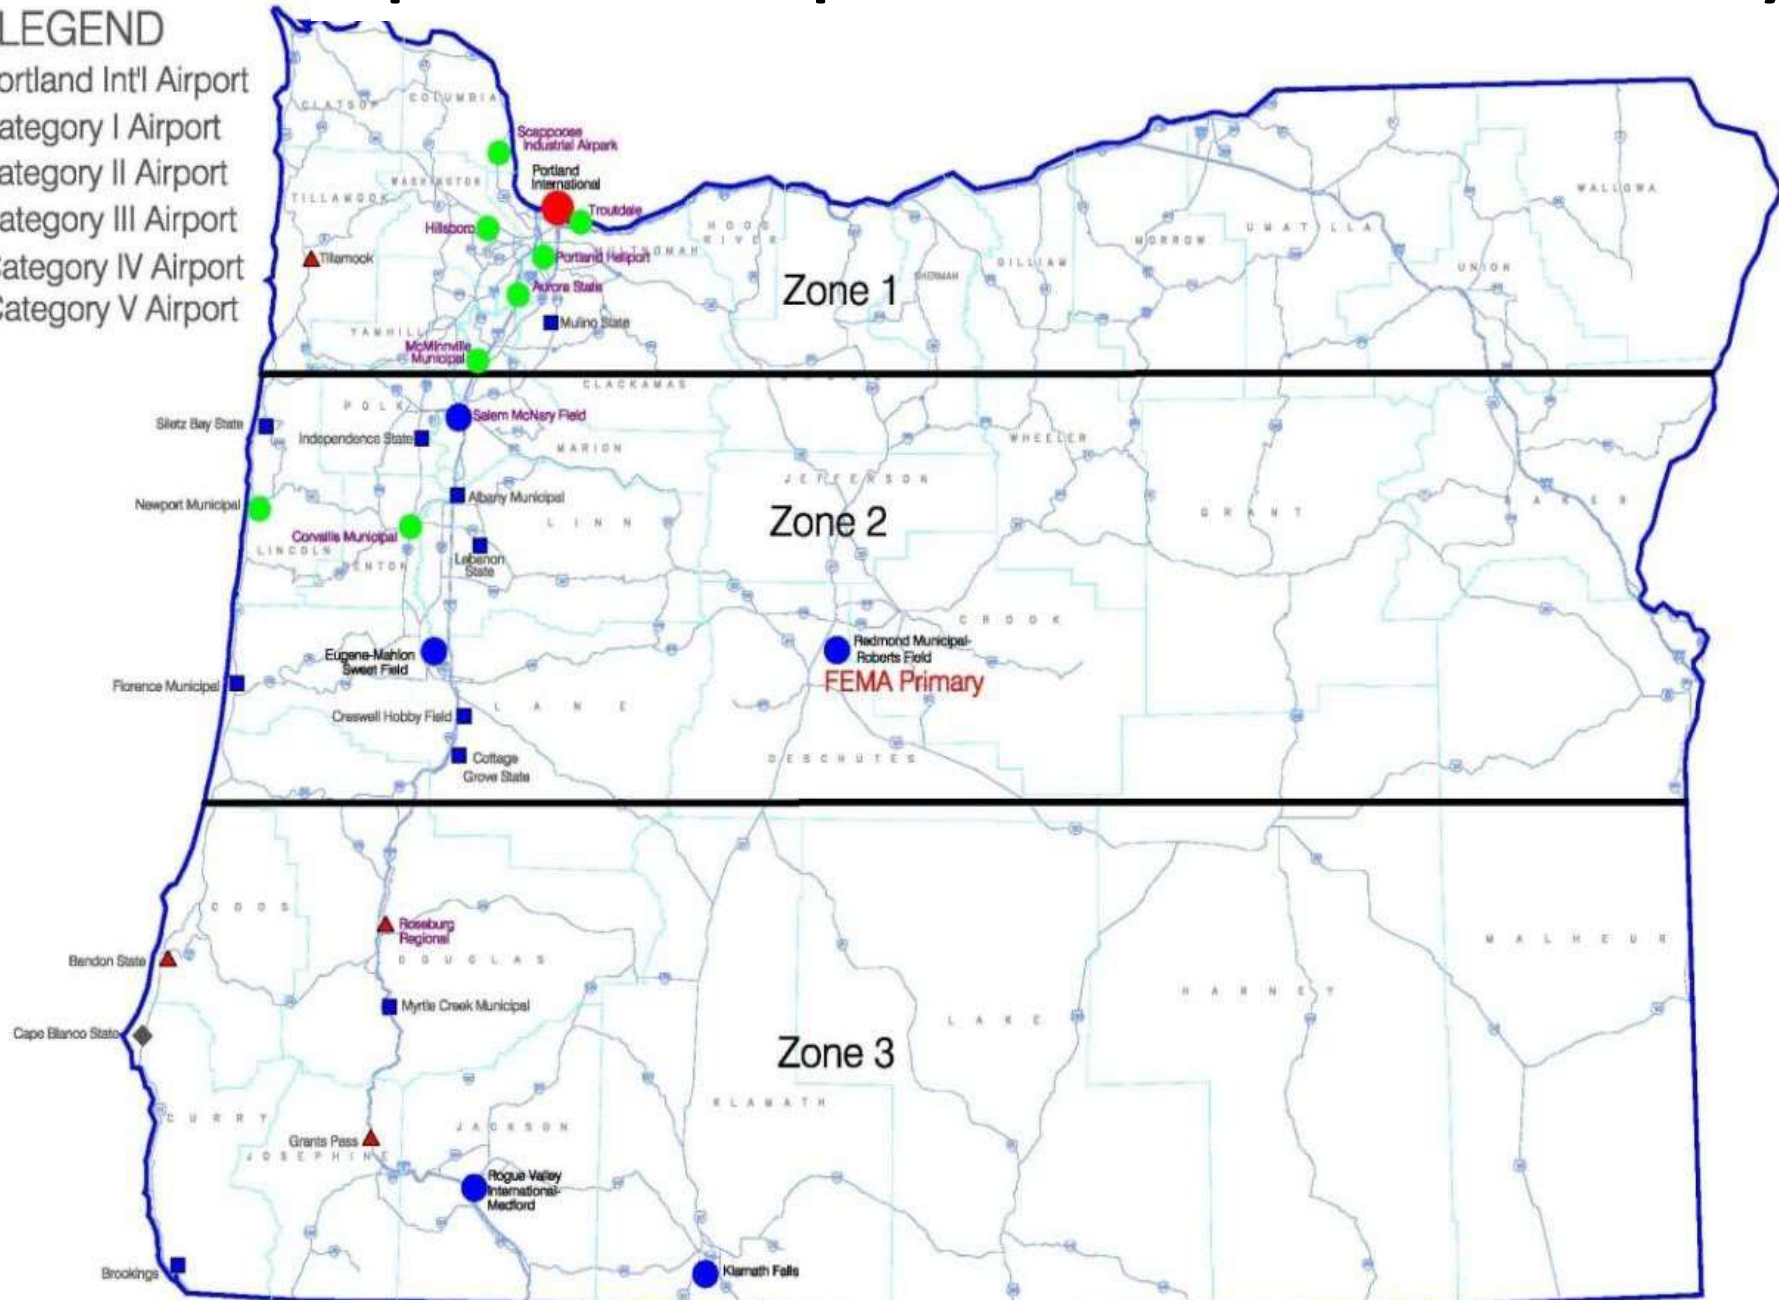 LEGEND
ortland Int'l Airport
ategory I Airport
ategory II Airport
ategory III Airport
Category IV Airport
Category V Airport
CLATSOP
COLUMBIA
Scappoose
Industrial Airpark
Portland
International
WASHINGTON
TILLAMOOK
Troutdale
Hillsboro
HOOD
RIVER
MULTNOMAH
Tillamook
Portland Heliport
Aurora State
Mulino State
YAMHILL
McMinnville
Municipal
Zone 1
SHERMAN
GILLIAM
MORROW
UMATILLA
UNION
WALLOWA
CLACKAMAS
POLK
Siletz Bay State
Salem McNary Field
Independence State
MARION
JEFFERSON
WHEELER
Newport Municipal
Albany Municipal
LINN
Zone 2
GRANT
BAKER
Corvallis Municipal
LINCOLN
BENTON
Lebanon
State
CROOK
Eugene-Mahlon
Sweet Field
Redmond Municipal-
Roberts Field
FEMA Primary
Florence Municipal
Creswell Hobby Field
LANE
Cottage
Grove State
DESCHUTES
COOS
Roseburg
Regional
DOUGLAS
Bandon State
Myrtle Creek Municipal
Cape Blanco State
LAKE
HARNEY
MALHEUR
Zone 3
CURRY
KLAMATH
JACKSON
Grants Pass
JOSEPHINE
Rogue Valley
International-
Medford
Brookings
Klamath Falls